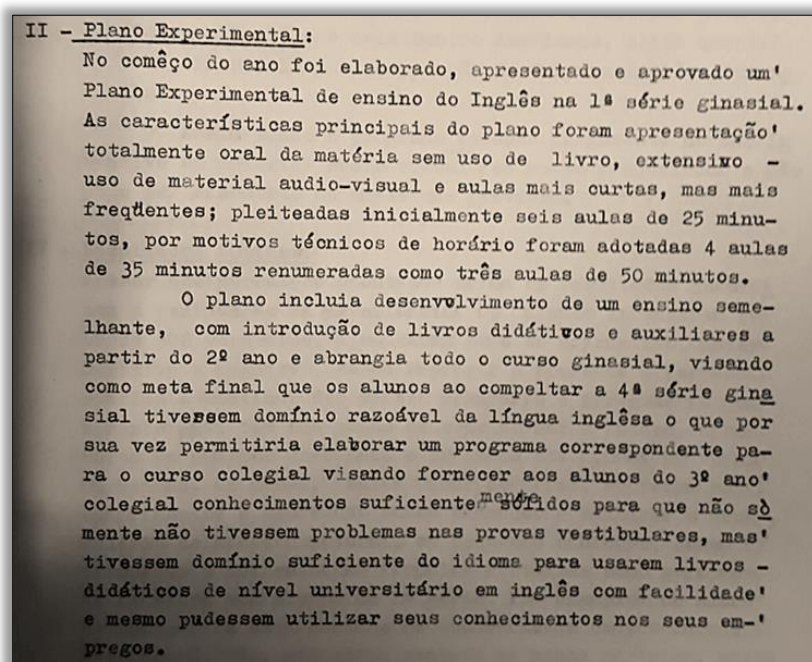 II - Plano Experimental:
No comêço do ano foi elaborado, apresentado e aprovado um'
Plano Experimental de ensino do Inglês na 1ª série ginasial.
As características principais do plano foram apresentação'
totalmente oral da matéria sem uso de livro, extensivo -
uso de material audio-visual e aulas mais curtas, mas mais
freqüentes; pleiteadas inicialmente seis aulas de 25 minu-
tos, por motivos técnicos de horário foram adotadas 4 aulas
de 35 minutos renumeradas como três aulas de 50 minutos.
O plano incluia desenvolvimento de um ensino seme-
lhante, com introdução de livros didátivos e auxiliares a
partir do 2º ano e abrangia todo o curso ginasial, visando
como meta final que os alunos ao compeltar a 4ª série gina
sial tivessem domínio razoável da língua inglêsa o que por
sua vez permitiria elaborar um programa correspondente pa-
ra o curso colegial visando fornecer aos alunos do 3º ano'
colegial conhecimentos suficientemente sólidos para que não sò
mente não tivessem problemas nas provas vestibulares, mas'
tivessem domínio suficiente do idioma para usarem livros -
didáticos de nível universitário em inglês com facilidade'
e mesmo pudessem utilizar seus conhecimentos nos seus em-'
pregos.